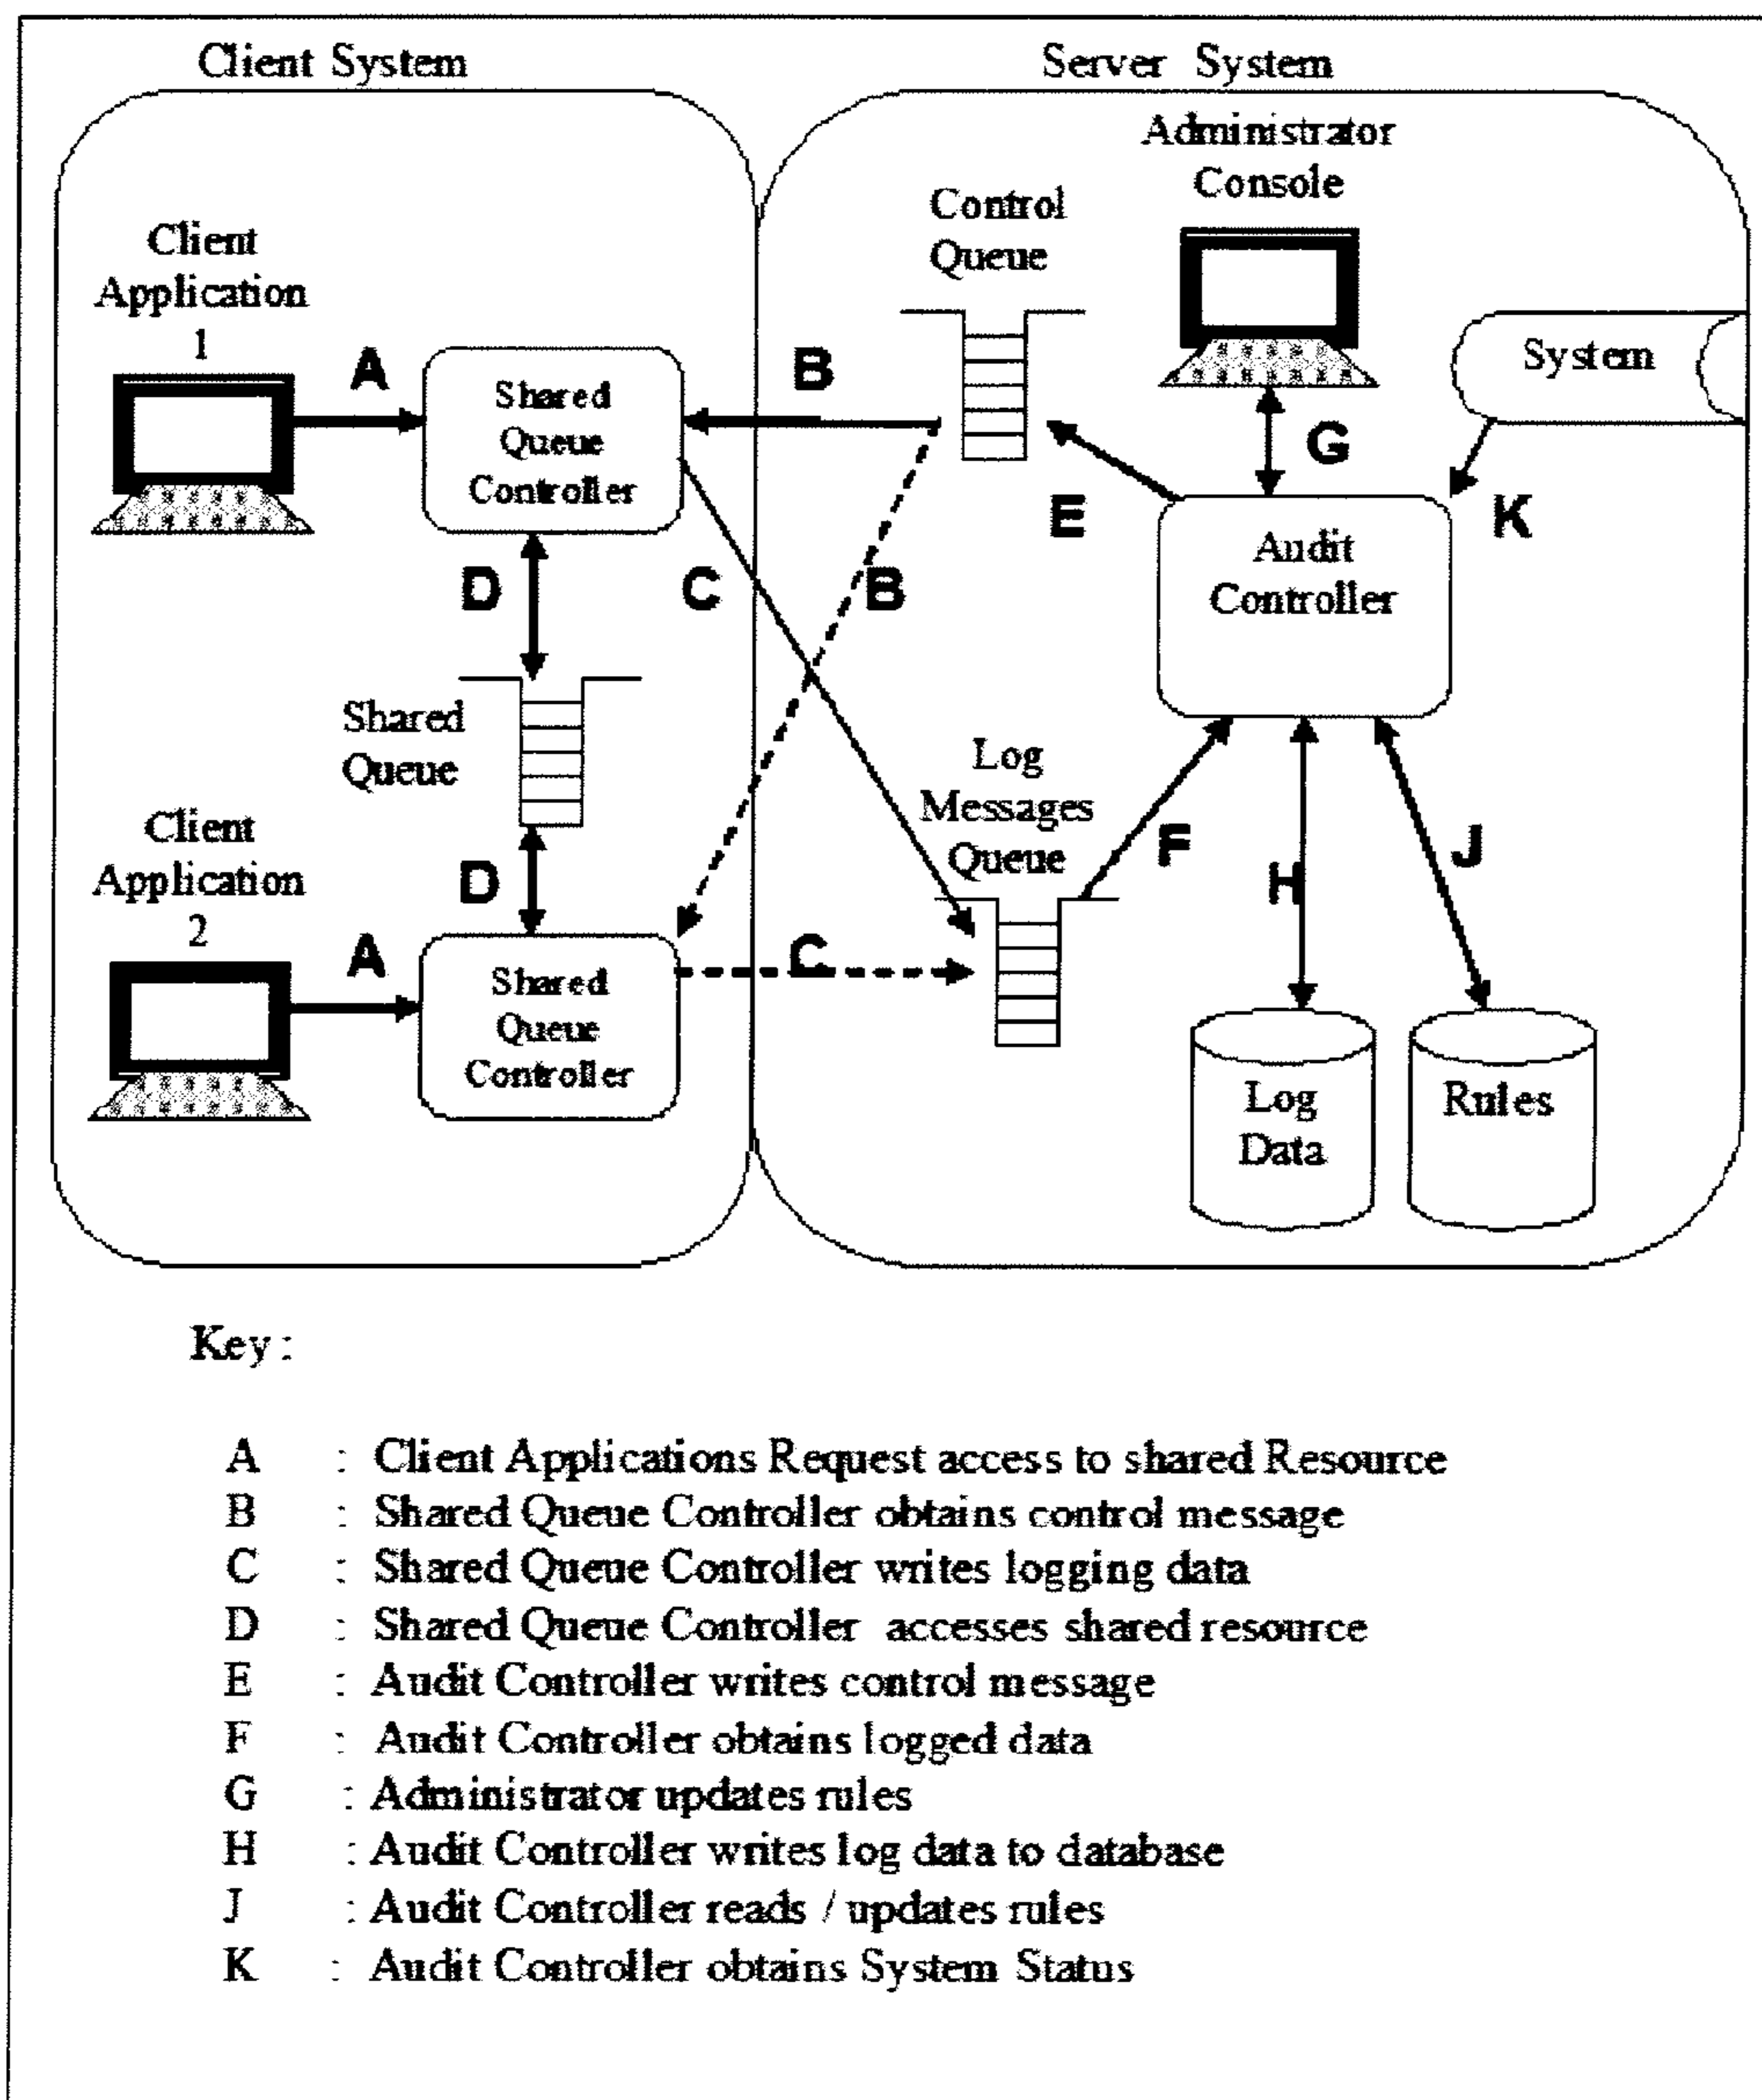 Client System
Server System
Administrator
Console
Control
Queue
Client
Application
1
System
A
Shared
Queue
Controller
B
G
E
K
Audit
Controller
D
C
B
Shared
Queue
Log
Messages
Queue
Client
Application
2
D
F
H
J
A
Shared
Queue
Controller
C
Log
Data
Rules
Key :
A : Client Applications Request access to shared Resource
B : Shared Queue Controller obtains control message
C : Shared Queue Controller writes logging data
D : Shared Queue Controller accesses shared resource
E : Audit Controller writes control message
F : Audit Controller obtains logged data
G : Administrator updates rules
H : Audit Controller writes log data to database
J : Audit Controller reads / updates rules
K : Audit Controller obtains System Status